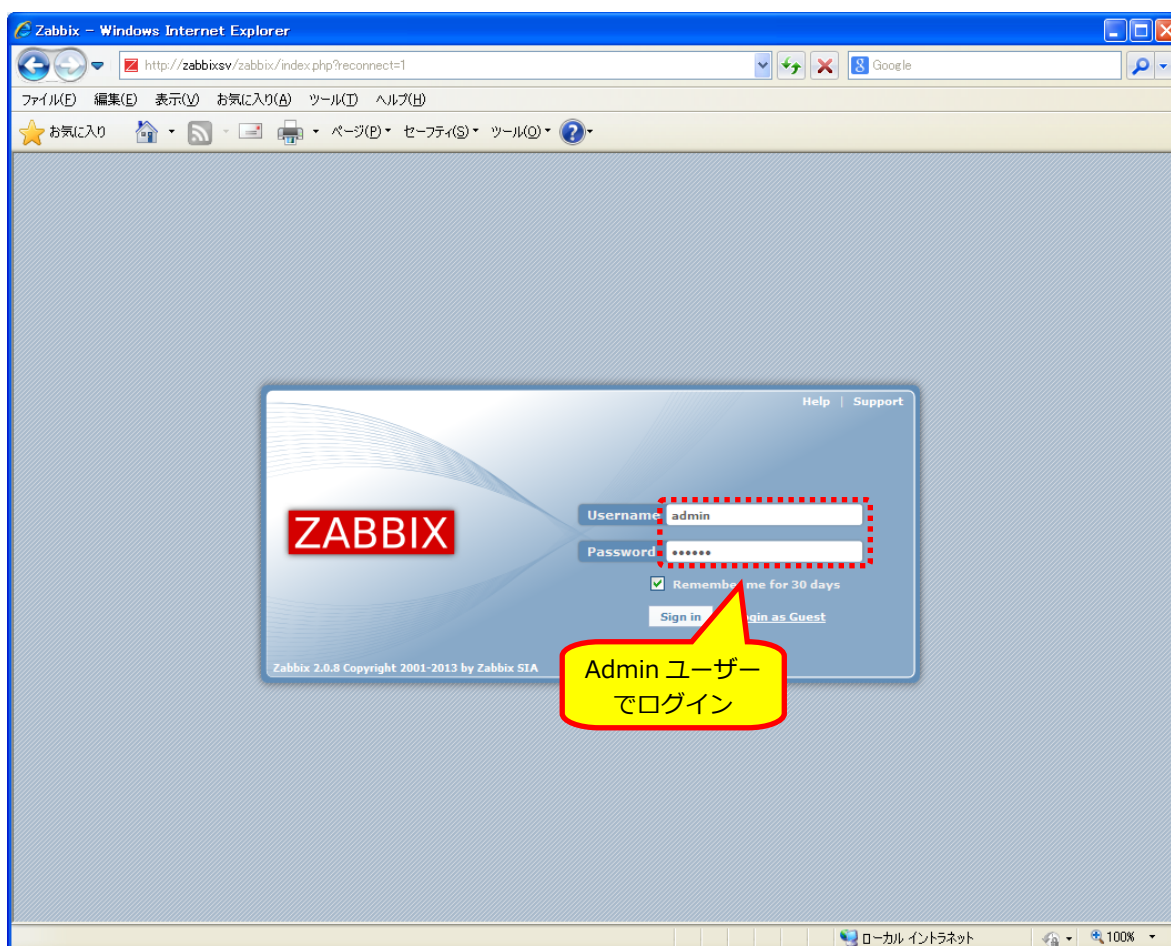 Zabbix - Windows Internet Explorer
http://zabbixsv/zabbix/index.php?reconnect=1
Google
ファイル(F) 編集(E) 表示(V) お気に入り(A) ツール(T) ヘルプ(H)
お気に入り ページ(P) セーフティ(S) ツール(O)
Help | Support
ZABBIX
Username admin
Password ••••••
Remember me for 30 days
Sign in as Guest
Zabbix 2.0.8 Copyright 2001-2013 by Zabbix SIA
Admin ユーザー
でログイン
ローカル イントラネット 100%